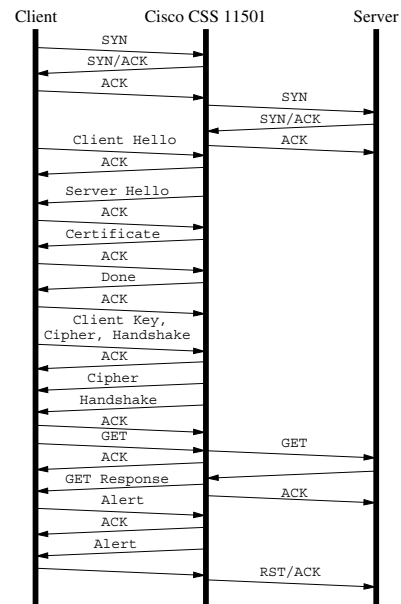 Client Cisco CSS 11501 Server
SYN
SYN/ACK
ACK
SYN
SYN/ACK
Client Hello
ACK
ACK
Server Hello
ACK
Certificate
ACK
Done
ACK
Client Key,
Cipher, Handshake
ACK
Cipher
Handshake
ACK
GET
GET
ACK
GET Response
ACK
Alert
ACK
Alert
RST/ACK